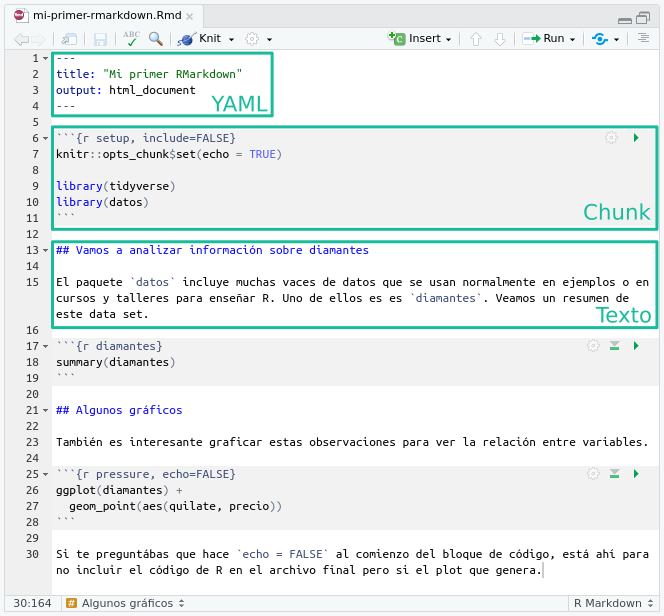 mi-primer-rmarkdown.Rmd
ABC Knit Insert Run
1 ---
2 title: "Mi primer RMarkdown"
3 output: html_document
4 ---
YAML
5
6 ```{r setup, include=FALSE}
7 knitr::opts_chunk$set(echo = TRUE)
8
9 library(tidyverse)
10 library(datos)
11 ```
Chunk
12
13 ## Vamos a analizar información sobre diamantes
14
15 El paquete `datos` incluye muchas vaces de datos que se usan normalmente en ejemplos o en
cursos y talleres para enseñar R. Uno de ellos es es `diamantes`. Veamos un resumen de
este data set.
Texto
16
17 ```{r diamantes}
18 summary(diamantes)
19 ```
20
21 ## Algunos gráficos
22
23 También es interesante graficar estas observaciones para ver la relación entre variables.
24
25 ```{r pressure, echo=FALSE}
26 ggplot(diamantes) +
27 geom_point(aes(quilate, precio))
28 ```
29
30 Si te preguntábas que hace `echo = FALSE` al comienzo del bloque de código, está ahí para
no incluir el código de R en el archivo final pero si el plot que genera.
30:164 # Algunos gráficos R Markdown